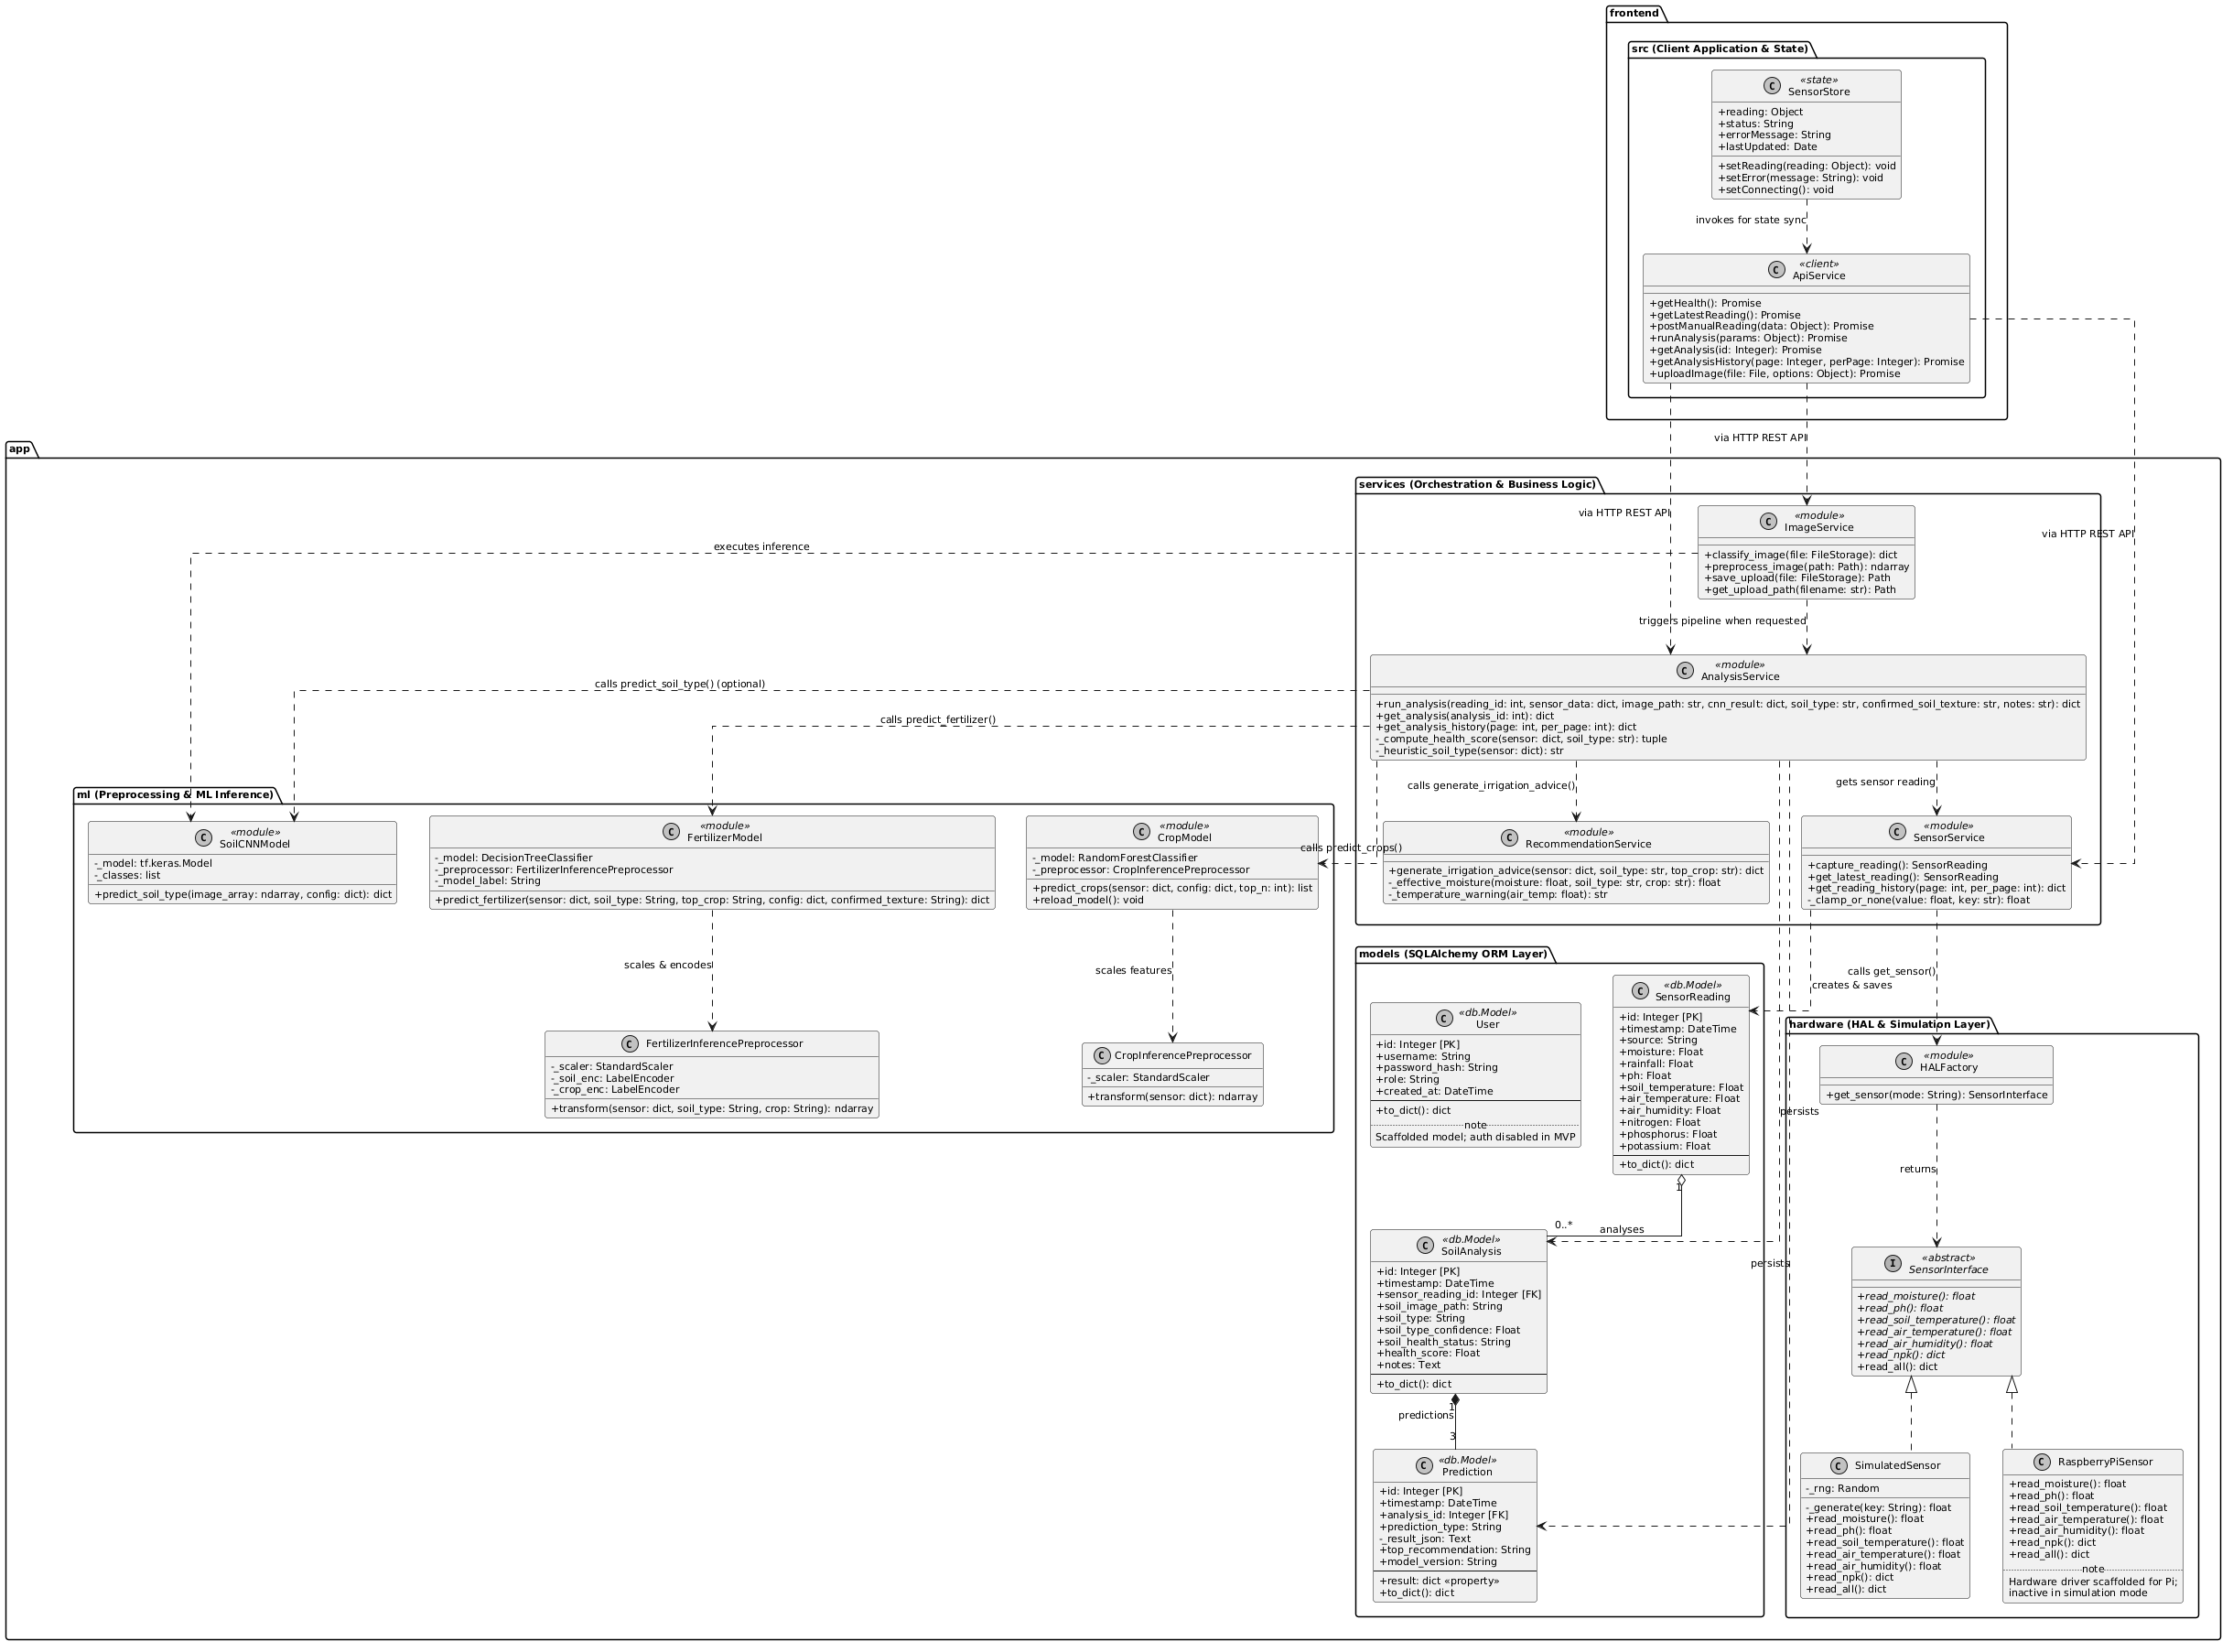 frontend
src (Client Application & State)
C
«state»
SensorStore
+reading: Object
+status: String
+errorMessage: String
+lastUpdated: Date
+setReading(reading: Object): void
+setError(message: String): void
+setConnecting(): void
invokes for state sync
C
«client»
ApiService
+getHealth(): Promise
+getLatestReading(): Promise
+postManualReading(data: Object): Promise
+runAnalysis(params: Object): Promise
+getAnalysis(id: Integer): Promise
+getAnalysisHistory(page: Integer, perPage: Integer): Promise
+uploadImage(file: File, options: Object): Promise
via HTTP REST API
via HTTP REST API
via HTTP REST API
app
services (Orchestration & Business Logic)
C
«module»
ImageService
+classify_image(file: FileStorage): dict
+preprocess_image(path: Path): ndarray
+save_upload(file: FileStorage): Path
+get_upload_path(filename: str): Path
executes inference
triggers pipeline when requested
C
«module»
AnalysisService
+run_analysis(reading_id: int, sensor_data: dict, image_path: str, cnn_result: dict, soil_type: str, confirmed_soil_texture: str, notes: str): dict
+get_analysis(analysis_id: int): dict
+get_analysis_history(page: int, per_page: int): dict
-_compute_health_score(sensor: dict, soil_type: str): tuple
-_heuristic_soil_type(sensor: dict): str
calls predict_soil_type() (optional)
calls predict_fertilizer()
calls predict_crops()
calls generate_irrigation_advice()
gets sensor reading
C
«module»
RecommendationService
+generate_irrigation_advice(sensor: dict, soil_type: str, top_crop: str): dict
-_effective_moisture(moisture: float, soil_type: str, crop: str): float
-_temperature_warning(air_temp: float): str
C
«module»
SensorService
+capture_reading(): SensorReading
+get_latest_reading(): SensorReading
+get_reading_history(page: int, per_page: int): dict
-_clamp_or_none(value: float, key: str): float
ml (Preprocessing & ML Inference)
C
«module»
SoilCNNModel
-_model: tf.keras.Model
-_classes: list
+predict_soil_type(image_array: ndarray, config: dict): dict
C
«module»
FertilizerModel
-_model: DecisionTreeClassifier
-_preprocessor: FertilizerInferencePreprocessor
-_model_label: String
+predict_fertilizer(sensor: dict, soil_type: String, top_crop: String, config: dict, confirmed_texture: String): dict
C
«module»
CropModel
-_model: RandomForestClassifier
-_preprocessor: CropInferencePreprocessor
+predict_crops(sensor: dict, config: dict, top_n: int): list
+reload_model(): void
scales & encodes
scales features
C
FertilizerInferencePreprocessor
-_scaler: StandardScaler
-_soil_enc: LabelEncoder
-_crop_enc: LabelEncoder
+transform(sensor: dict, soil_type: String, crop: String): ndarray
C
CropInferencePreprocessor
-_scaler: StandardScaler
+transform(sensor: dict): ndarray
models (SQLAlchemy ORM Layer)
C
«db.Model»
User
+id: Integer [PK]
+username: String
+password_hash: String
+role: String
+created_at: DateTime
+to_dict(): dict
note
Scaffolded model; auth disabled in MVP
C
«db.Model»
SensorReading
+id: Integer [PK]
+timestamp: DateTime
+source: String
+moisture: Float
+rainfall: Float
+ph: Float
+soil_temperature: Float
+air_temperature: Float
+air_humidity: Float
+nitrogen: Float
+phosphorus: Float
+potassium: Float
+to_dict(): dict
1
0..*
analyses
C
«db.Model»
SoilAnalysis
+id: Integer [PK]
+timestamp: DateTime
+sensor_reading_id: Integer [FK]
+soil_image_path: String
+soil_type: String
+soil_type_confidence: Float
+soil_health_status: String
+health_score: Float
+notes: Text
+to_dict(): dict
1
predictions
3
C
«db.Model»
Prediction
+id: Integer [PK]
+timestamp: DateTime
+analysis_id: Integer [FK]
+prediction_type: String
-_result_json: Text
+top_recommendation: String
+model_version: String
+result: dict «property»
+to_dict(): dict
persists
persists
calls get_sensor()
creates & saves
hardware (HAL & Simulation Layer)
C
«module»
HALFactory
+get_sensor(mode: String): SensorInterface
returns
I
«abstract»
SensorInterface
+read_moisture(): float
+read_ph(): float
+read_soil_temperature(): float
+read_air_temperature(): float
+read_air_humidity(): float
+read_npk(): dict
+read_all(): dict
C
SimulatedSensor
-_rng: Random
-_generate(key: String): float
+read_moisture(): float
+read_ph(): float
+read_soil_temperature(): float
+read_air_temperature(): float
+read_air_humidity(): float
+read_npk(): dict
+read_all(): dict
C
RaspberryPiSensor
+read_moisture(): float
+read_ph(): float
+read_soil_temperature(): float
+read_air_temperature(): float
+read_air_humidity(): float
+read_npk(): dict
+read_all(): dict
note
Hardware driver scaffolded for Pi;
inactive in simulation mode